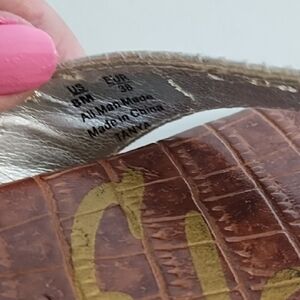 US EUR
8M 38
All Man Made
Made in China
TANYA